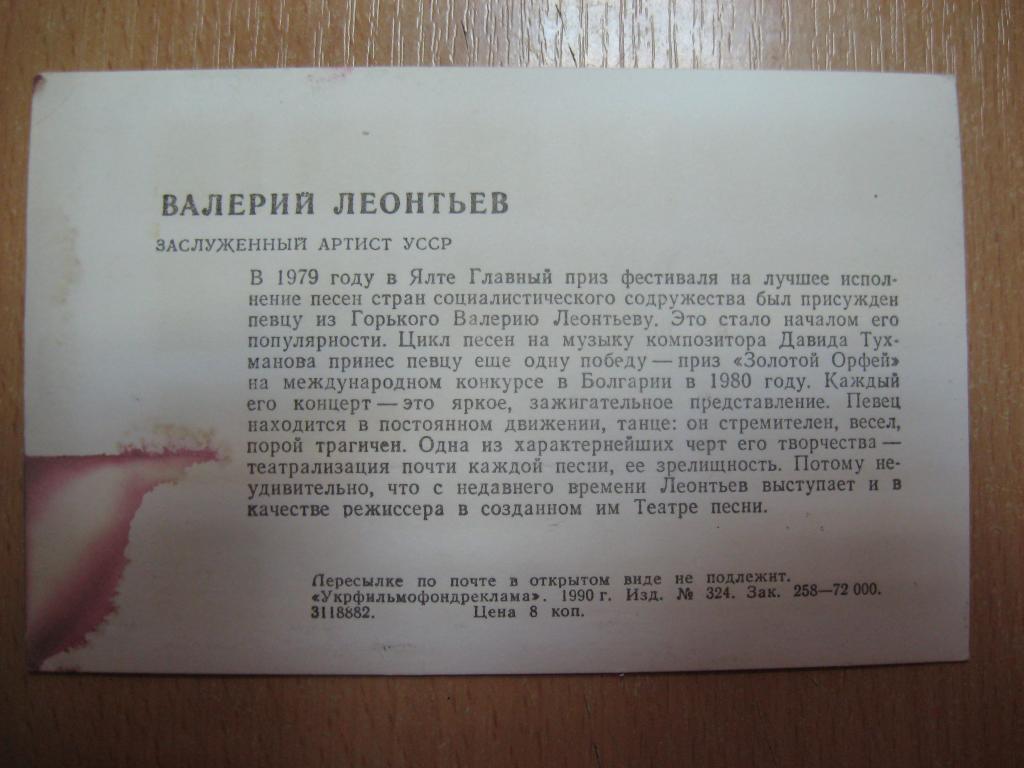 ВАЛЕРИЙ ЛЕОНТЬЕВ
ЗАСЛУЖЕННЫЙ АРТИСТ УССР
В 1979 году в Ялте Главный приз фестиваля на лучшее испол-
нение песен стран социалистического содружества был присужден
певцу из Горького Валерию Леонтьеву. Это стало началом его
популярности. Цикл песен на музыку композитора Давида Тух-
манова принес певцу еще одну победу — приз «Золотой Орфей»
на международном конкурсе в Болгарии в 1980 году. Каждый
его концерт — это яркое, зажигательное представление. Певец
находится в постоянном движении, танце: он стремителен, весел,
порой трагичен. Одна из характернейших черт его творчества —
театрализация почти каждой песни, ее зрелищность. Потому не-
удивительно, что с недавнего времени Леонтьев выступает и в
качестве режиссера в созданном им Театре песни.
Пересылке по почте в открытом виде не подлежит.
«Укрфильмофондреклама». 1990 г. Изд. № 324. Зак. 258—72 000.
3118882. Цена 8 коп.